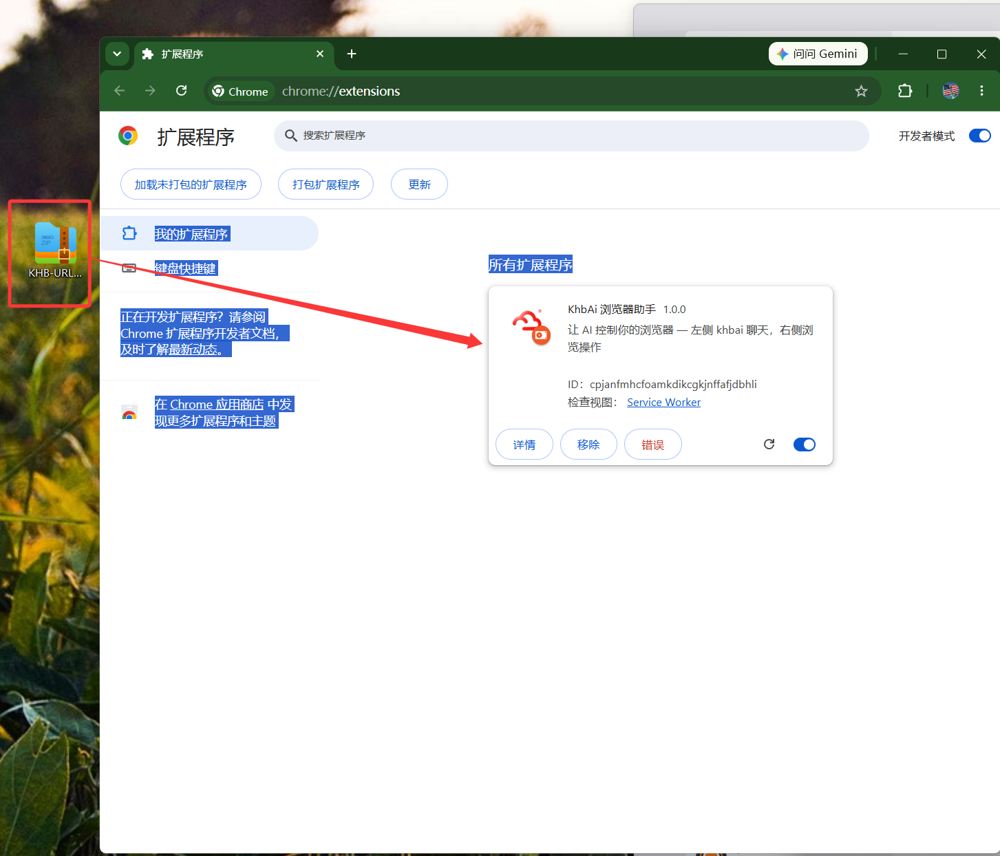 扩展程序
问问 Gemini
Chrome
chrome://extensions
扩展程序
搜索扩展程序
开发者模式
加载未打包的扩展程序
打包扩展程序
更新
360
ZIP
KHB-URL...
我的扩展程序
键盘快捷键
正在开发扩展程序？请参阅
Chrome 扩展程序开发者文档，
及时了解最新动态。
在 Chrome 应用商店 中发
现更多扩展程序和主题
所有扩展程序
KhbAi 浏览器助手 1.0.0
让 AI 控制你的浏览器 — 左侧 khbai 聊天，右侧浏
览操作
ID：cpjanfmhcfoamkdikcgkjnffafjdbhli
检查视图： Service Worker
详情
移除
错误